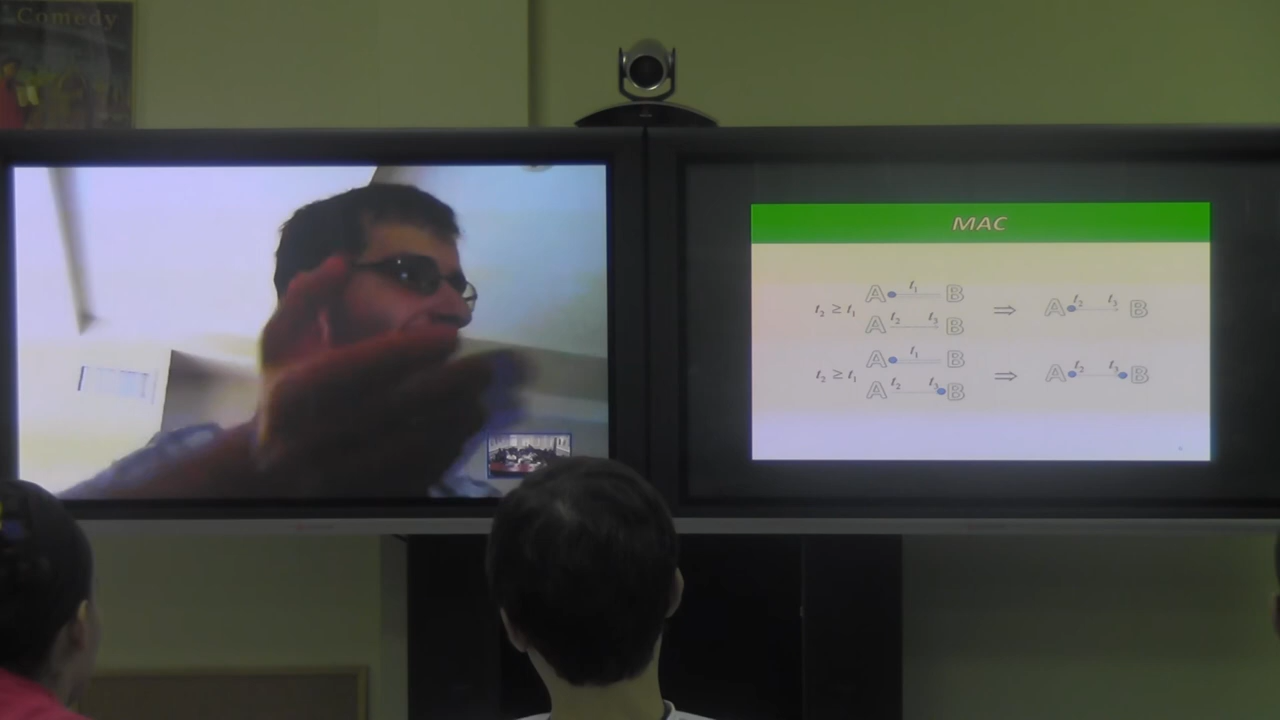 Comedy
MAC
A t₁ B
t₂ ≥ t₁ ⇒ A t₂ t₃ B
A t₂ t₃ B
A t₁ B
t₂ ≥ t₁ ⇒ A t₂ t₃ B
A t₂ t₃ B